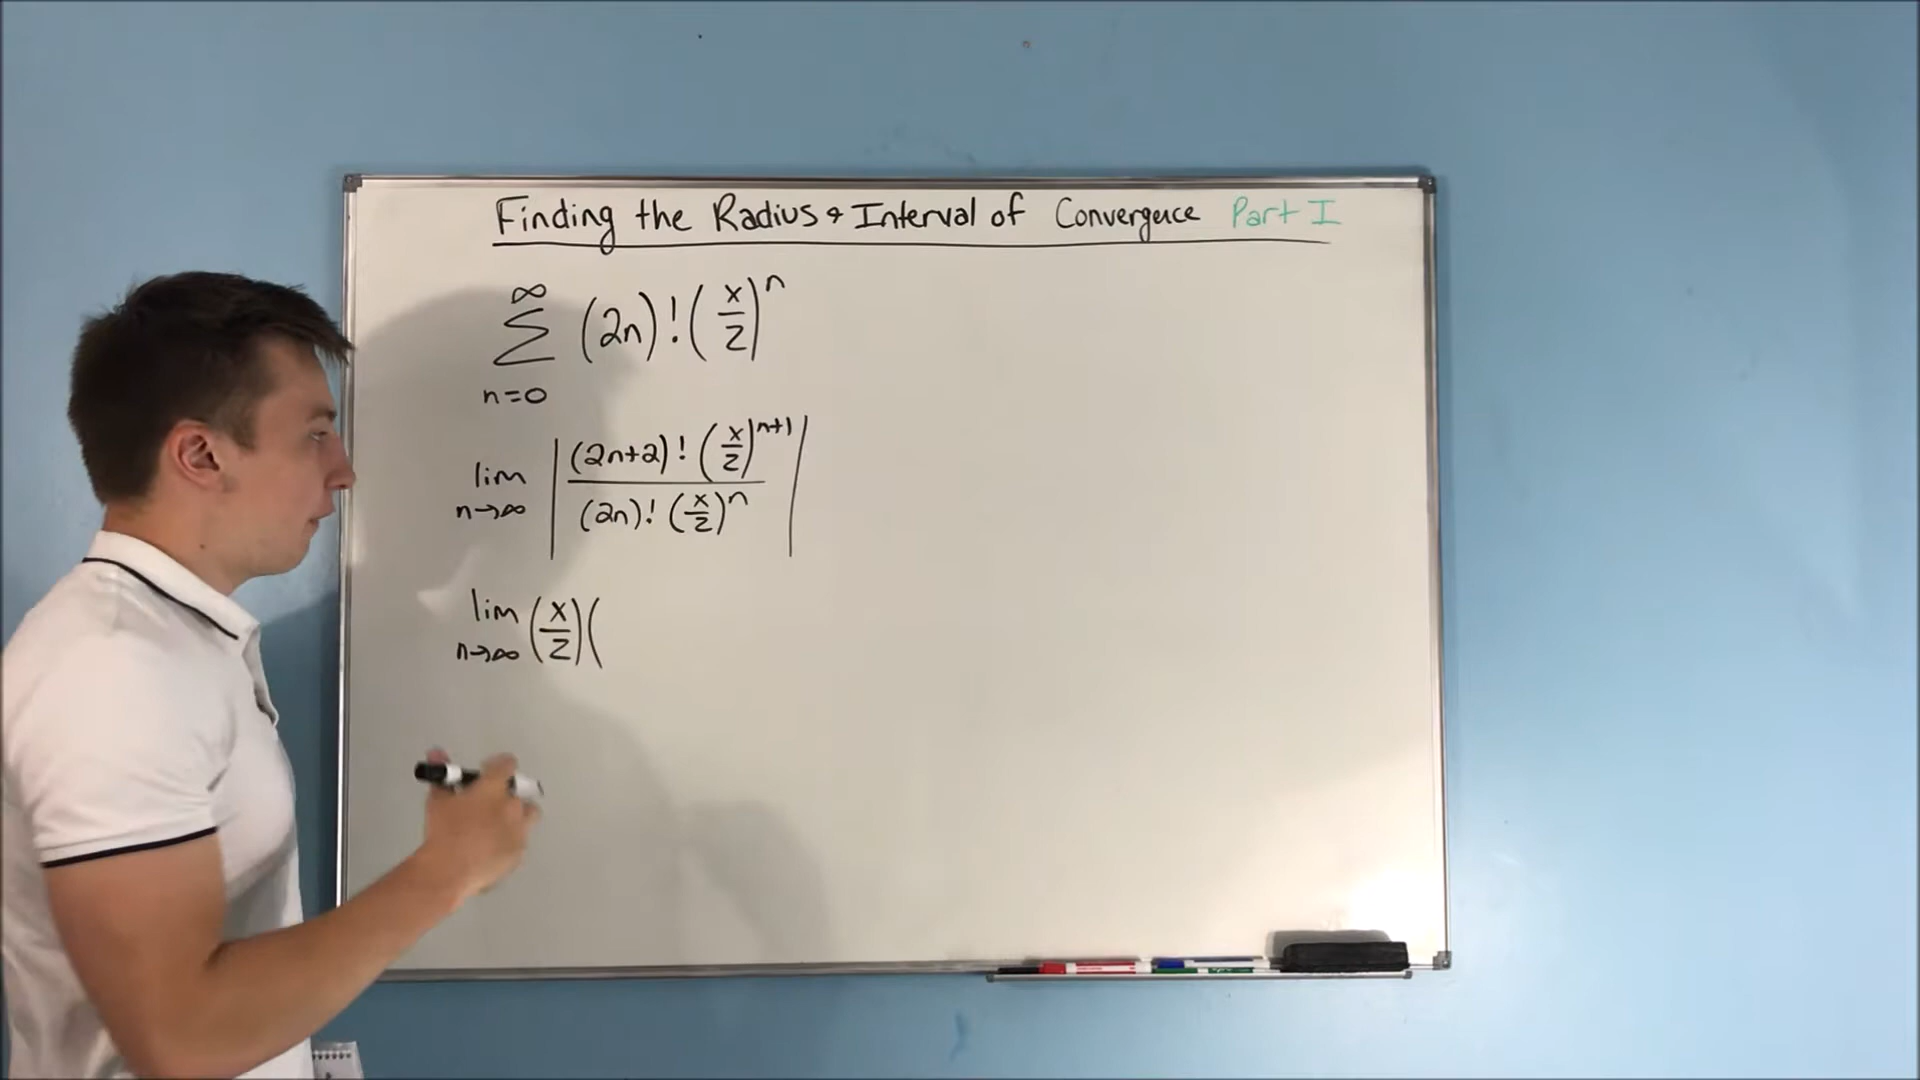 Finding the Radius & Interval of Convergence Part I
∞
∑ (2n)! (x/2)^n
n=0
lim n→∞ | (2n+2)! (x/2)^n+1 / (2n)! (x/2)^n |
lim n→∞ (x/2)(